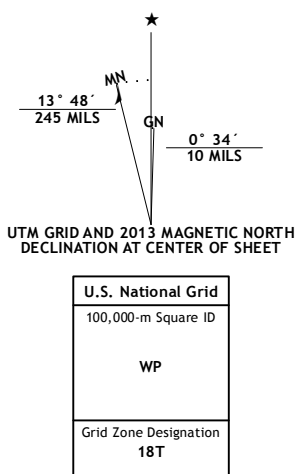 ★
MN
GN
13° 48´
245 MILS
0° 34´
10 MILS
UTM GRID AND 2013 MAGNETIC NORTH
DECLINATION AT CENTER OF SHEET
U.S. National Grid
100,000-m Square ID
WP
Grid Zone Designation
18T